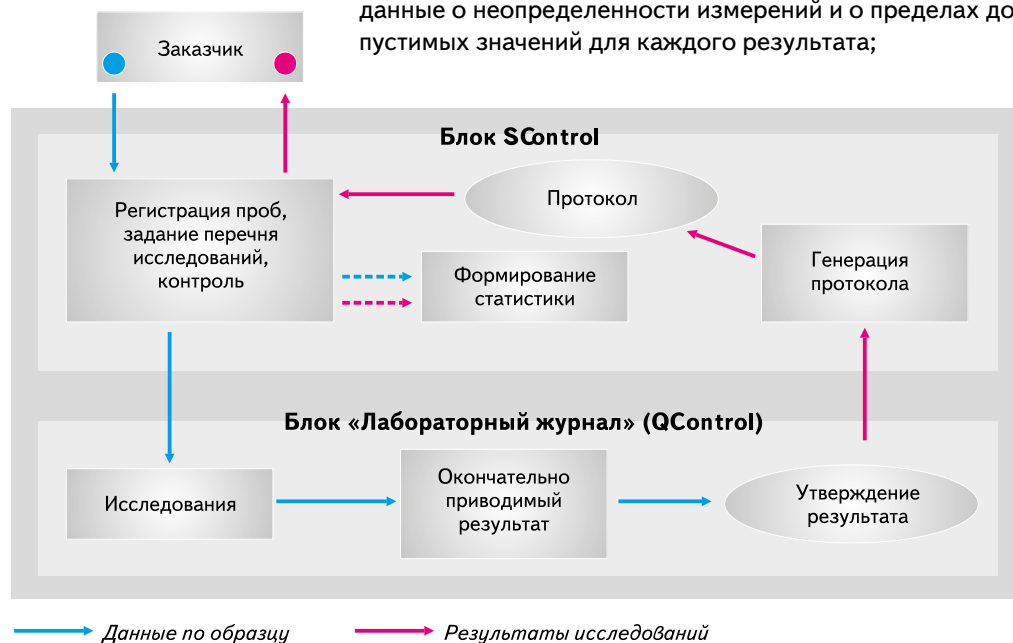 данные о неопределенности измерений и о пределах до
пустимых значений для каждого результата;
Заказчик
Блок SControl
Регистрация проб,
задание перечня
исследований,
контроль
Протокол
Формирование
статистики
Генерация
протокола
Блок «Лабораторный журнал» (QControl)
Исследования
Окончательно
приводимый
результат
Утверждение
результата
Данные по образцу
Результаты исследований